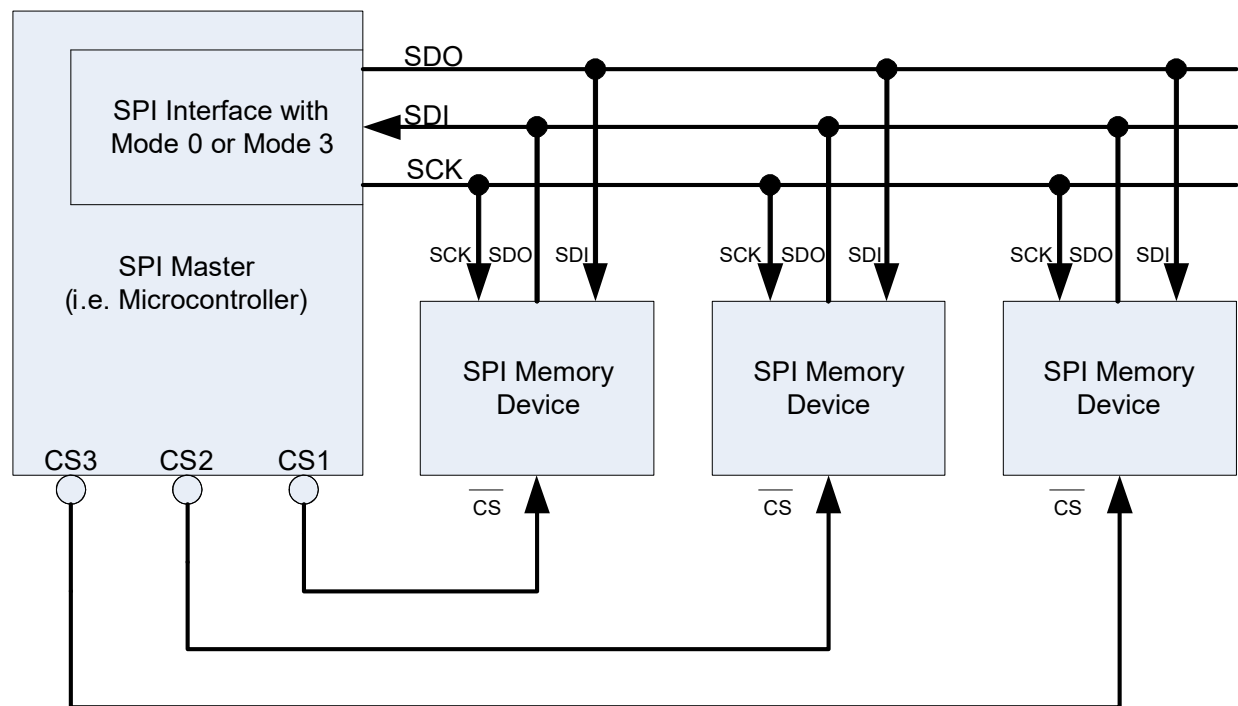 SDO
SPI Interface with
Mode 0 or Mode 3
SDI
SCK
SPI Master
(i.e. Microcontroller)
SCK SDO SDI
SCK SDO SDI
SCK SDO SDI
SPI Memory
Device
SPI Memory
Device
SPI Memory
Device
CS3 CS2 CS1
CS
CS
CS